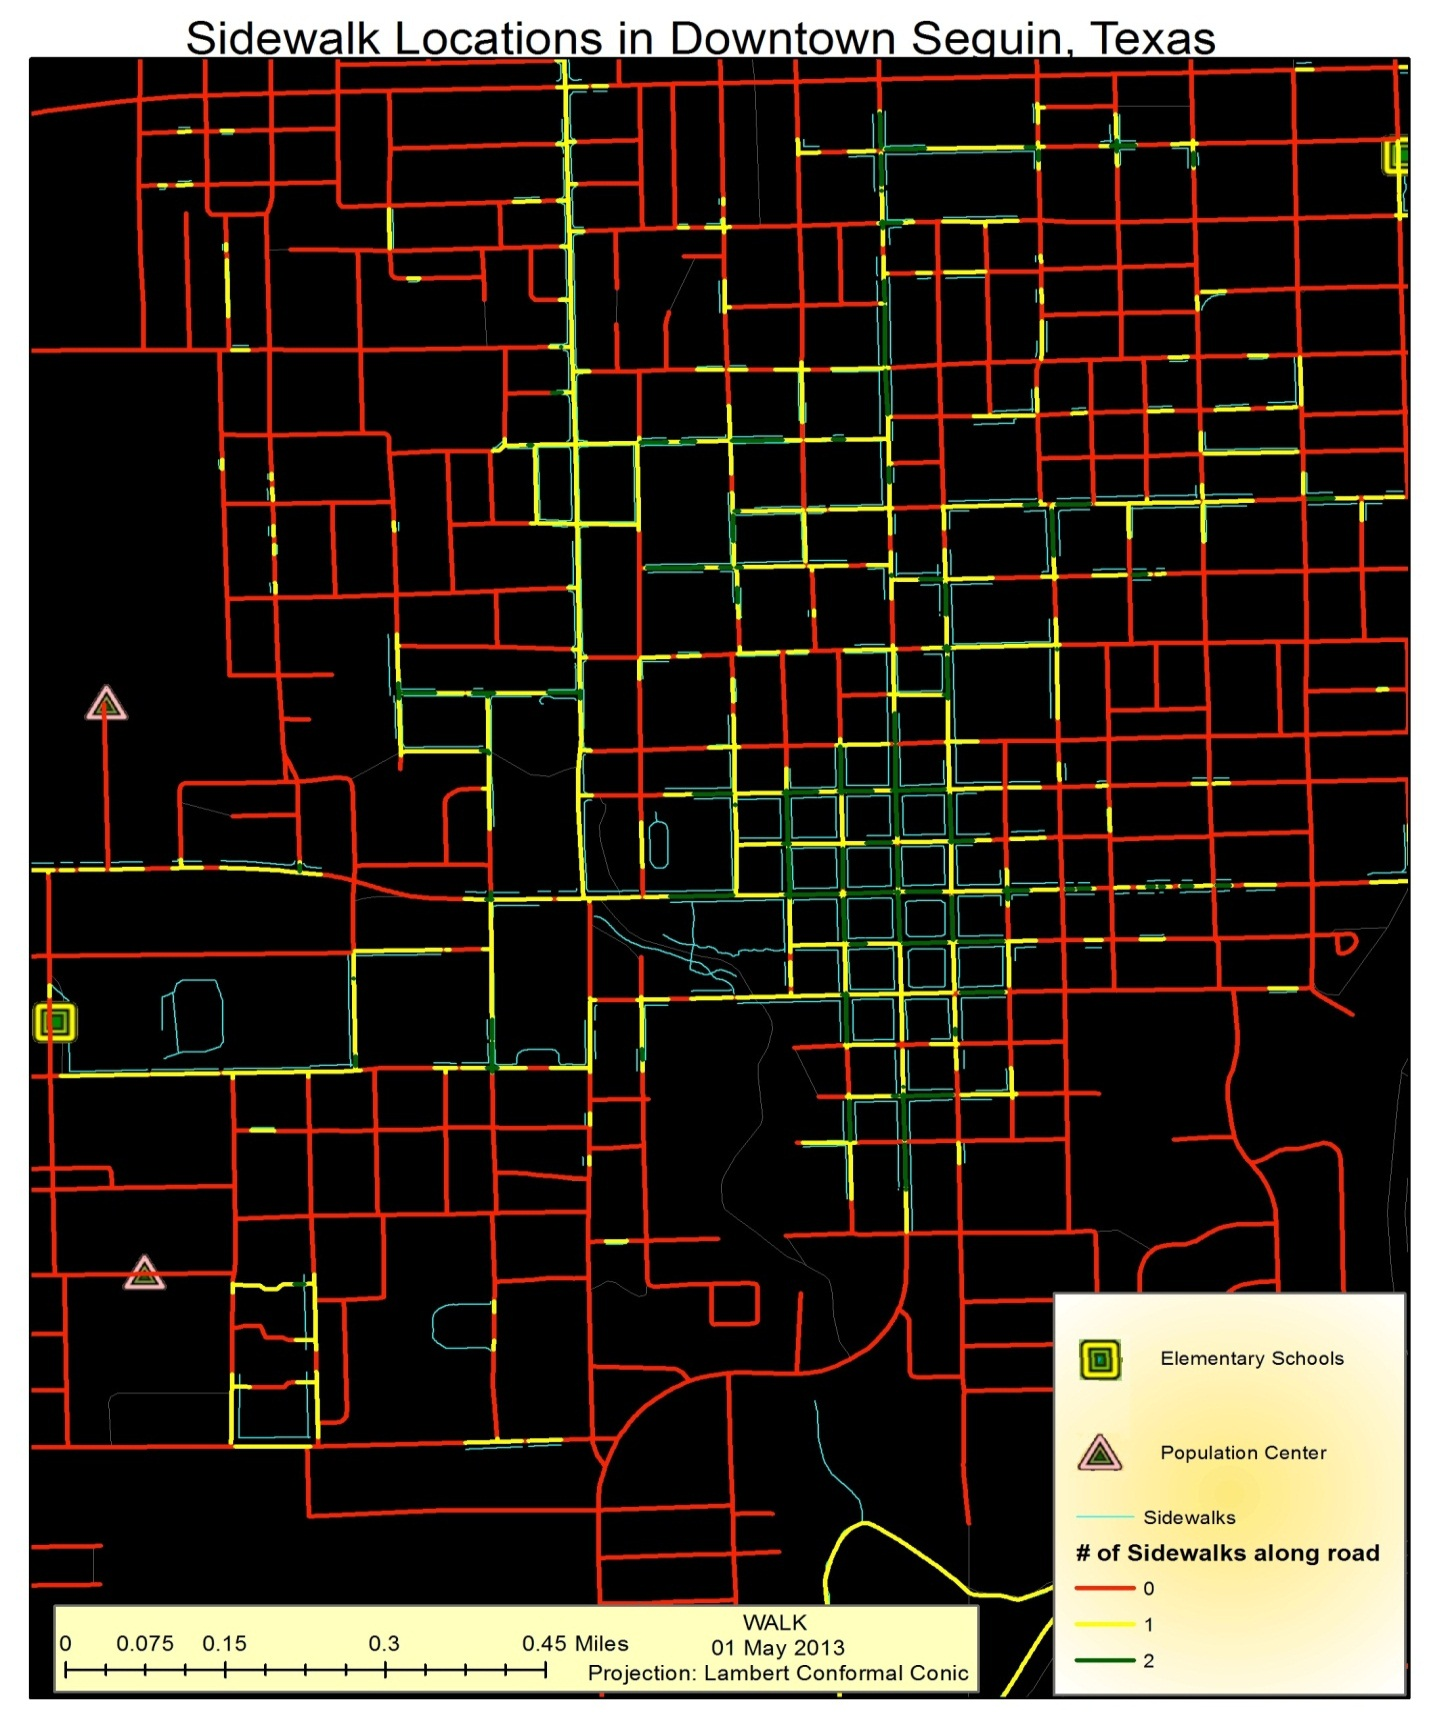 Sidewalk Locations in Downtown Seguin, Texas
Elementary Schools
Population Center
Sidewalks
# of Sidewalks along road
0
1
2
0 0.075 0.15 0.3 0.45 Miles
WALK
01 May 2013
Projection: Lambert Conformal Conic